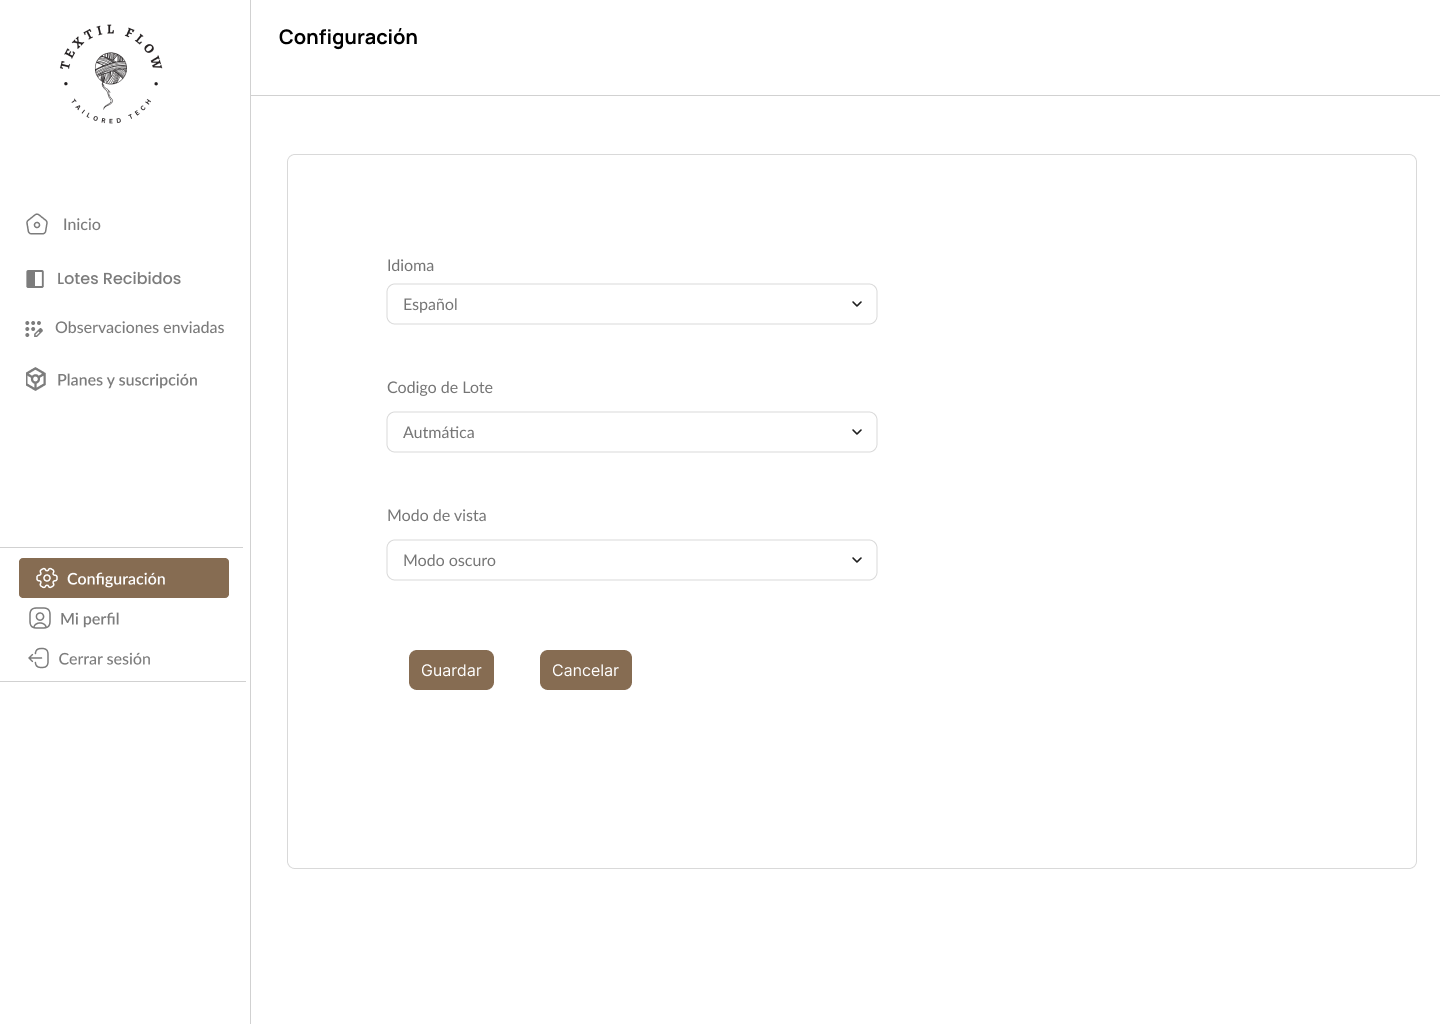 TEXTIL FLOW
TAILORED TECH
Inicio
Lotes Recibidos
Observaciones enviadas
Planes y suscripción
Configuración
Mi perfil
Cerrar sesión
Configuración
Idioma
Español
Codigo de Lote
Autmática
Modo de vista
Modo oscuro
Guardar
Cancelar